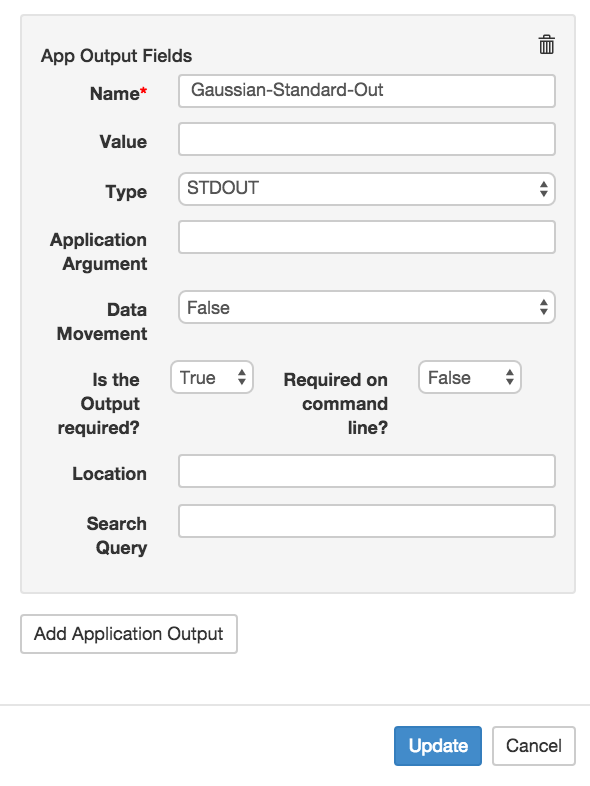 App Output Fields
Name* Gaussian-Standard-Out
Value
Type STDOUT
Application
Argument
Data
Movement
False
Is the
Output
required?
True
Required on
command
line?
False
Location
Search
Query
Add Application Output
Update Cancel